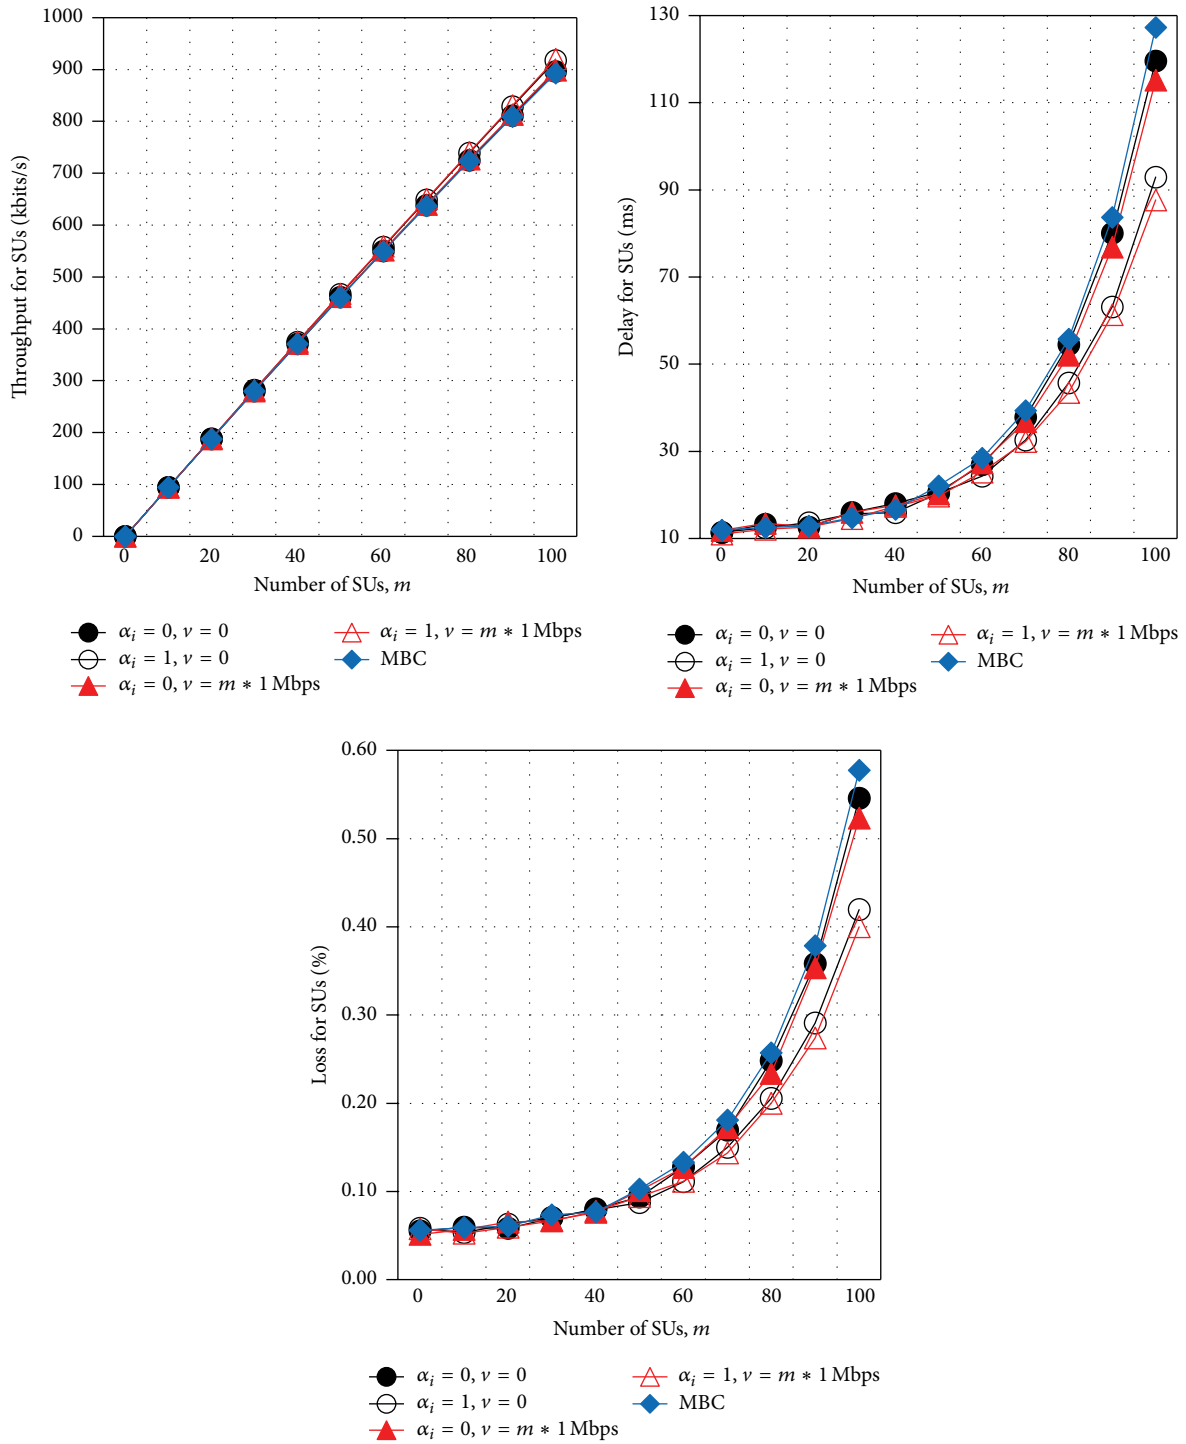 1000
900
800
700
600
500
400
300
200
100
0
Throughput for SUs (kbits/s)
0 20 40 60 80 100
Number of SUs, m
αi = 0, ν = 0
αi = 1, ν = 0
αi = 0, ν = m ∗ 1 Mbps
αi = 1, ν = m ∗ 1 Mbps
MBC
130
110
90
70
50
30
10
Delay for SUs (ms)
0 20 40 60 80 100
Number of SUs, m
αi = 0, ν = 0
αi = 1, ν = 0
αi = 0, ν = m ∗ 1 Mbps
αi = 1, ν = m ∗ 1 Mbps
MBC
0.60
0.50
0.40
0.30
0.20
0.10
0.00
Loss for SUs (%)
0 20 40 60 80 100
Number of SUs, m
αi = 0, ν = 0
αi = 1, ν = 0
αi = 0, ν = m ∗ 1 Mbps
αi = 1, ν = m ∗ 1 Mbps
MBC